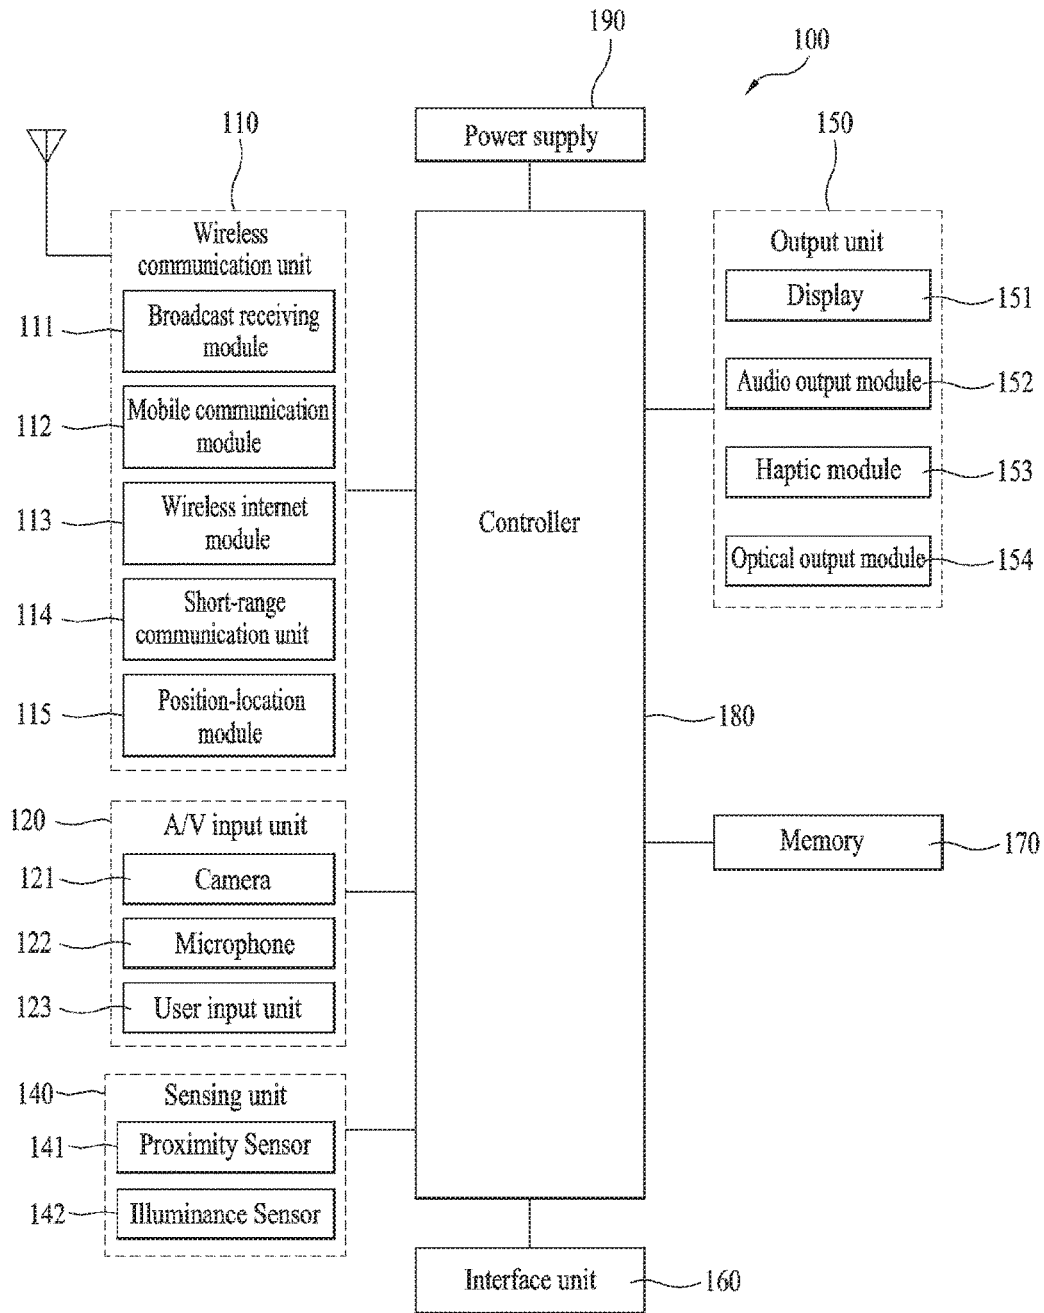 190
100
Power supply
110
Wireless
communication unit
111
Broadcast receiving
module
112
Mobile communication
module
113
Wireless internet
module
114
Short-range
communication unit
115
Position-location
module
120
A/V input unit
121
Camera
122
Microphone
123
User input unit
140
Sensing unit
141
Proximity Sensor
142
Illuminance Sensor
Controller
180
150
Output unit
Display
151
Audio output module
152
Haptic module
153
Optical output module
154
Memory
170
Interface unit
160